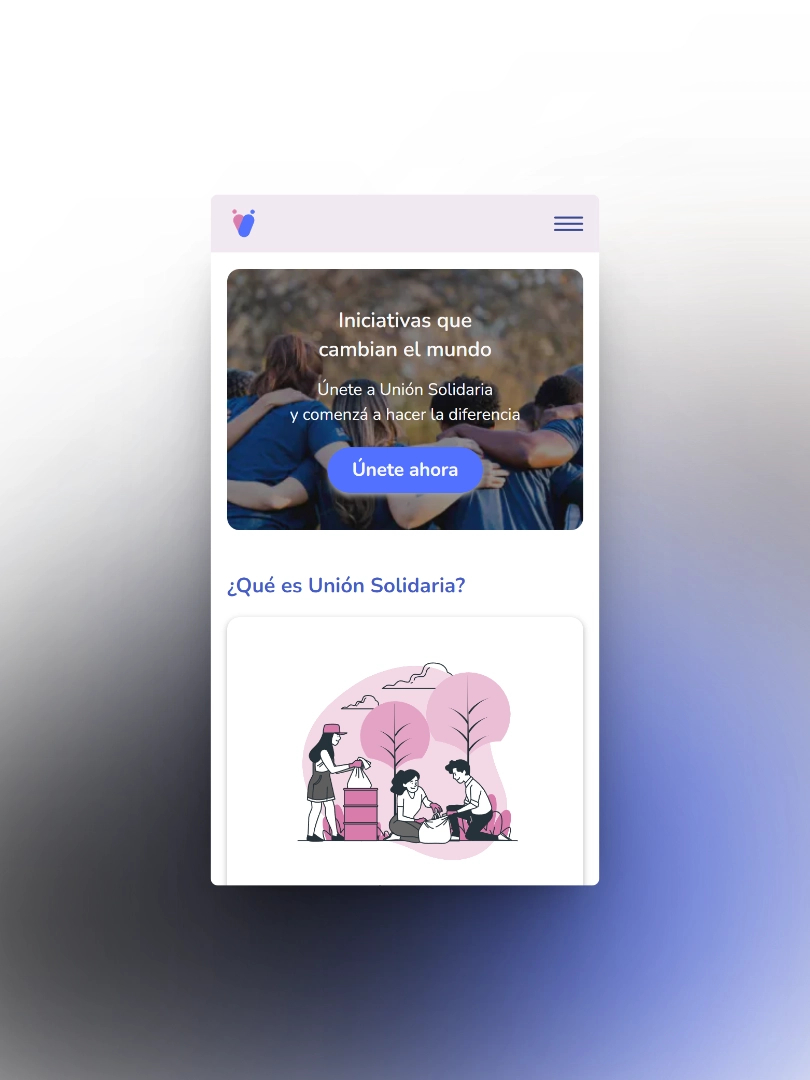 Iniciativas que
cambian el mundo
Únete a Unión Solidaria
y comenzá a hacer la diferencia
Únete ahora
¿Qué es Unión Solidaria?